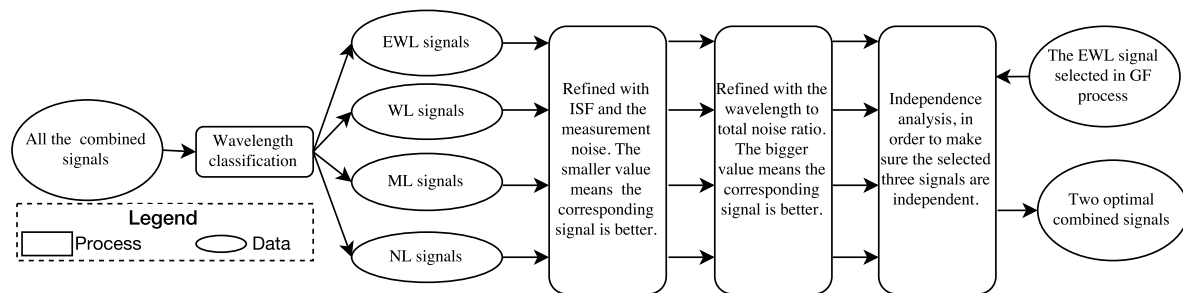 All the combined
signals
Legend
Process
Data
Wavelength
classification
EWL signals
WL signals
ML signals
NL signals
Refined with
ISF and the
measurement
noise. The
smaller value
means the
corresponding
signal is better.
Refined with the
wavelength to
total noise ratio.
The bigger
value means the
corresponding
signal is better.
Independence
analysis, in
order to make
sure the selected
three signals are
independent.
The EWL signal
selected in GF
process
Two optimal
combined signals